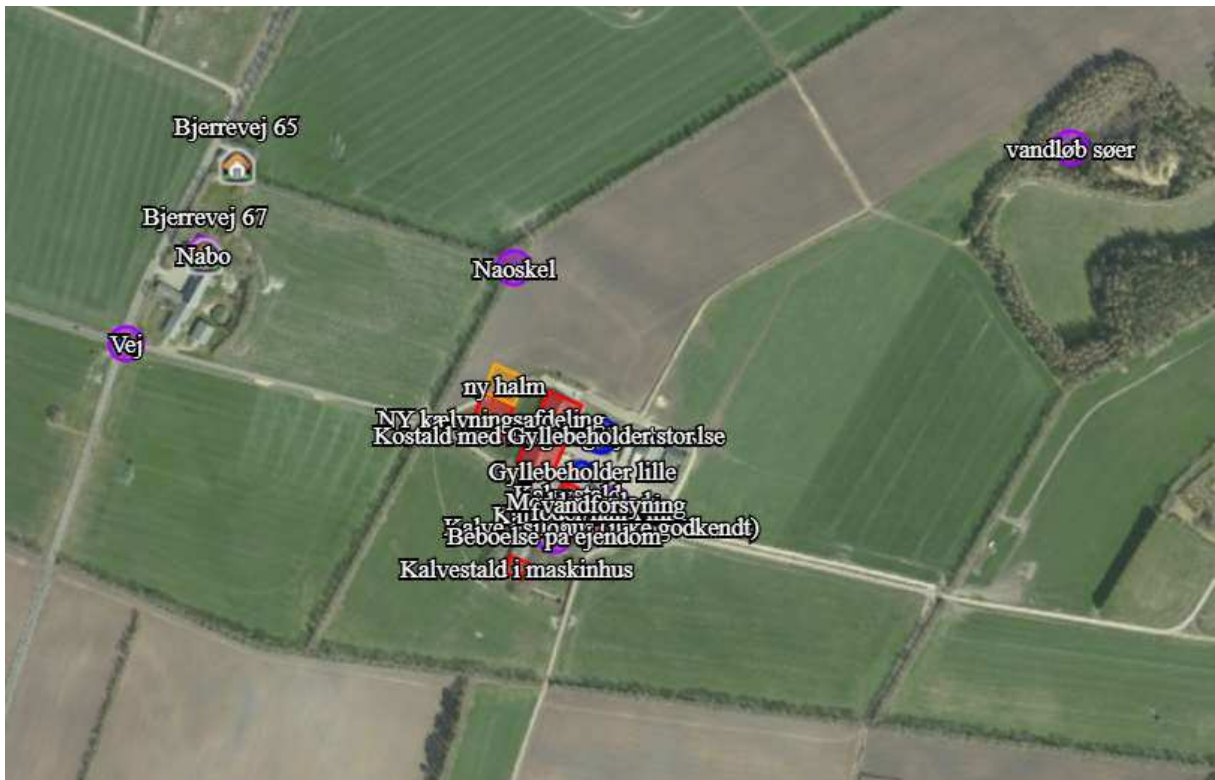 Bjerrevej 65
vandløb søer
Bjerrevej 67
Nabo
Naoskel
Vej
ny halm
NY kælvningsafdeling
Kostald med Gyllebeholder
Gyllebeholder lille
vandforsyning
godkendt)
Beboelse på ejendom
Kalvestald i maskinhus